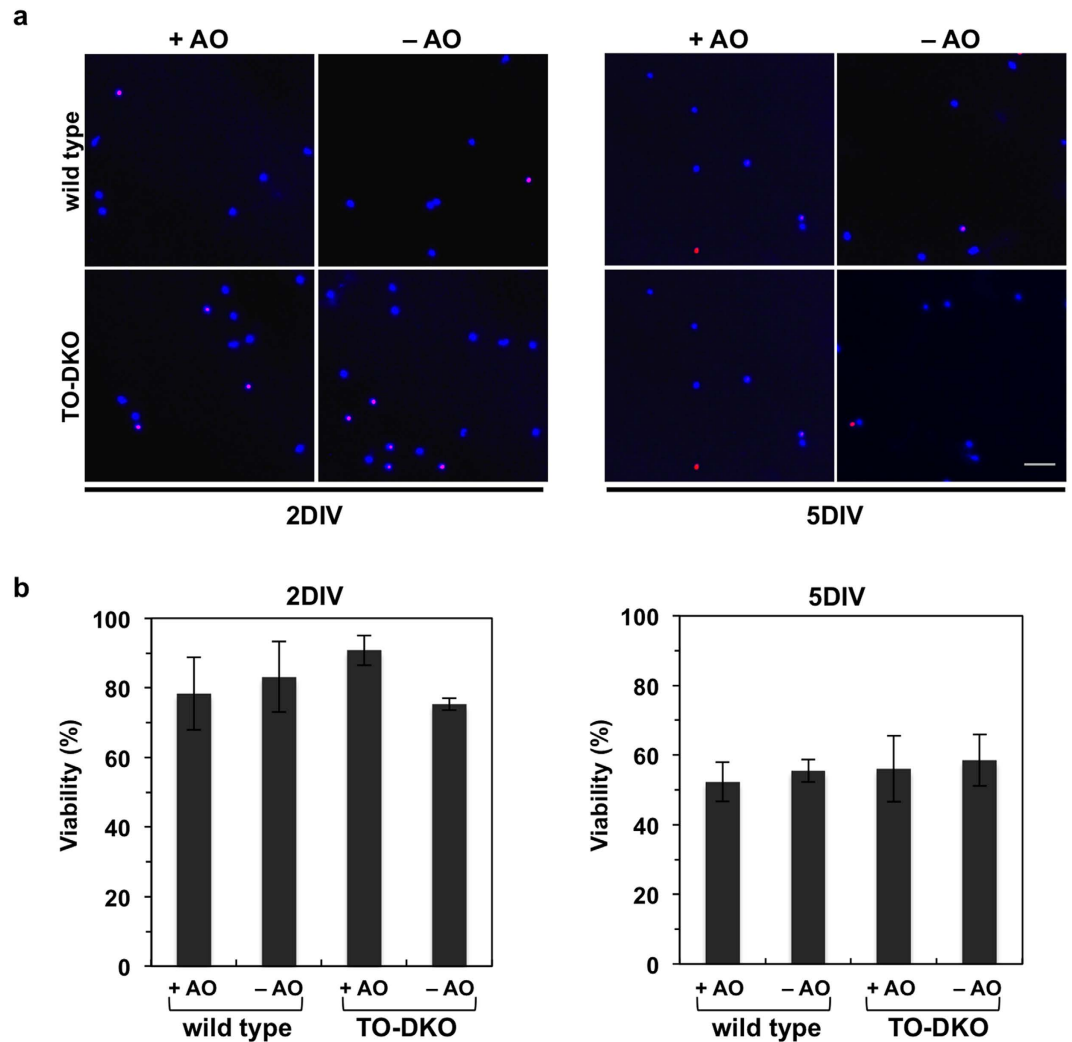 a
+ AO – AO + AO – AO
wild type
TO-DKO
2DIV 5DIV
b
2DIV
Viability (%)
100
80
60
40
20
0
+ AO – AO + AO – AO
wild type TO-DKO
5DIV
Viability (%)
100
80
60
40
20
0
+ AO – AO + AO – AO
wild type TO-DKO